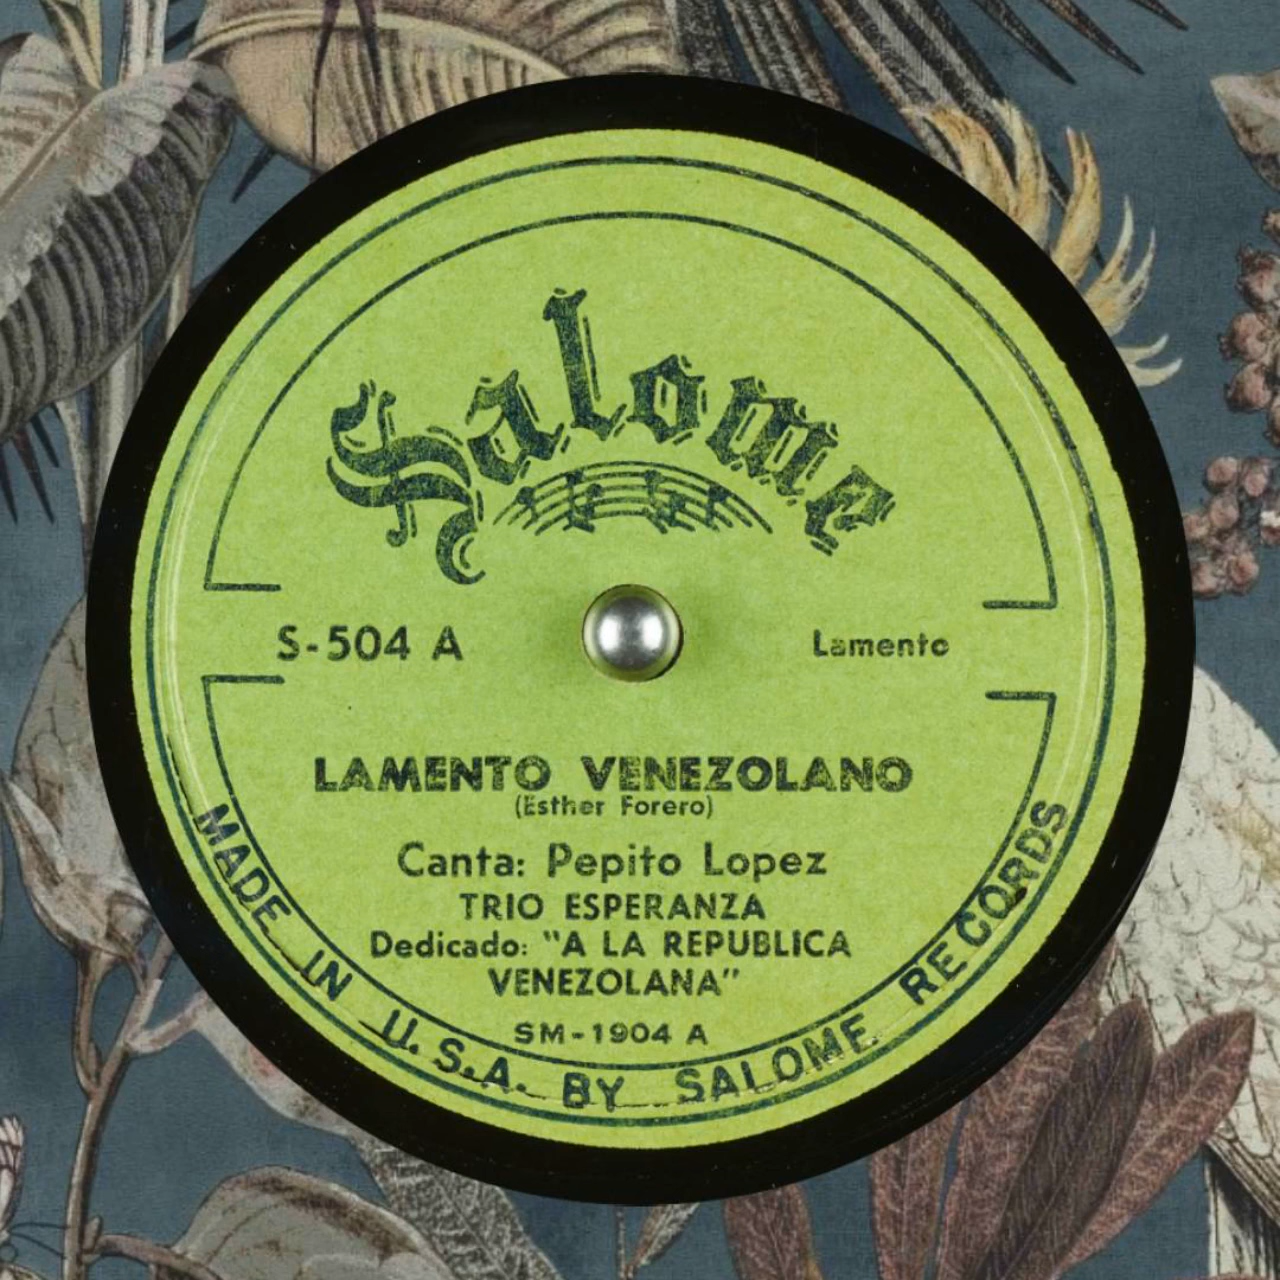 Salome
S-504 A
Lamento
LAMENTO VENEZOLANO
(Esther Forero)
Canta: Pepito Lopez
TRIO ESPERANZA
Dedicado: "A LA REPUBLICA
VENEZOLANA"
SM-1904 A
MADE IN U.S.A. BY SALOME RECORDS